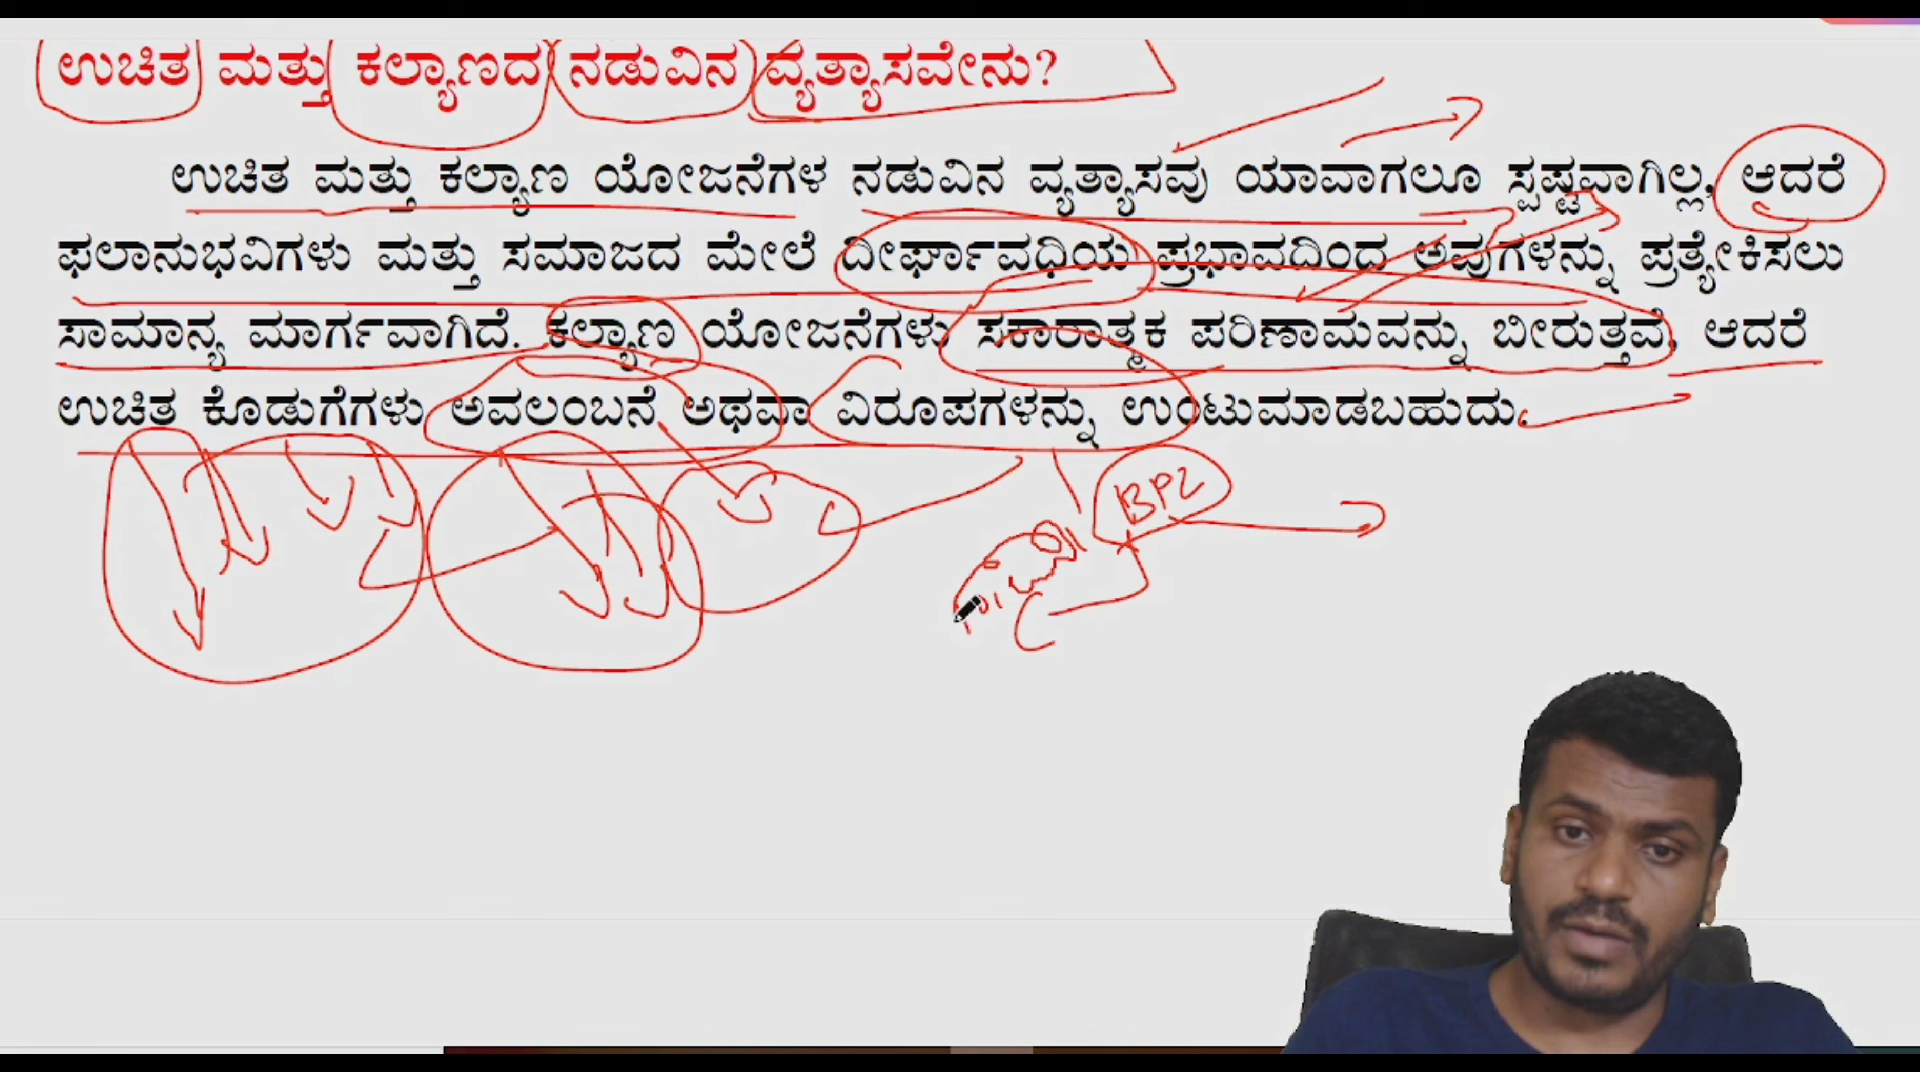 ಉಚಿತ ಮತ್ತು ಕಲ್ಯಾಣದ ನಡುವಿನ ವ್ಯತ್ಯಾಸವೇನು?
ಉಚಿತ ಮತ್ತು ಕಲ್ಯಾಣ ಯೋಜನೆಗಳ ನಡುವಿನ ವ್ಯತ್ಯಾಸವು ಯಾವಾಗಲೂ ಸ್ಪಷ್ಟವಾಗಿಲ್ಲ, ಆದರೆ
ಫಲಾನುಭವಿಗಳು ಮತ್ತು ಸಮಾಜದ ಮೇಲೆ ದೀರ್ಘಾವಧಿಯ ಪ್ರಭಾವದಿಂದ ಅವುಗಳನ್ನು ಪ್ರತ್ಯೇಕಿಸಲು
ಸಾಮಾನ್ಯ ಮಾರ್ಗವಾಗಿದೆ. ಕಲ್ಯಾಣ ಯೋಜನೆಗಳು ಸಕಾರಾತ್ಮಕ ಪರಿಣಾಮವನ್ನು ಬೀರುತ್ತವೆ, ಆದರೆ
ಉಚಿತ ಕೊಡುಗೆಗಳು ಅವಲಂಬನೆ ಅಥವಾ ವಿರೂಪಗಳನ್ನು ಉಂಟುಮಾಡಬಹುದು.
BPL